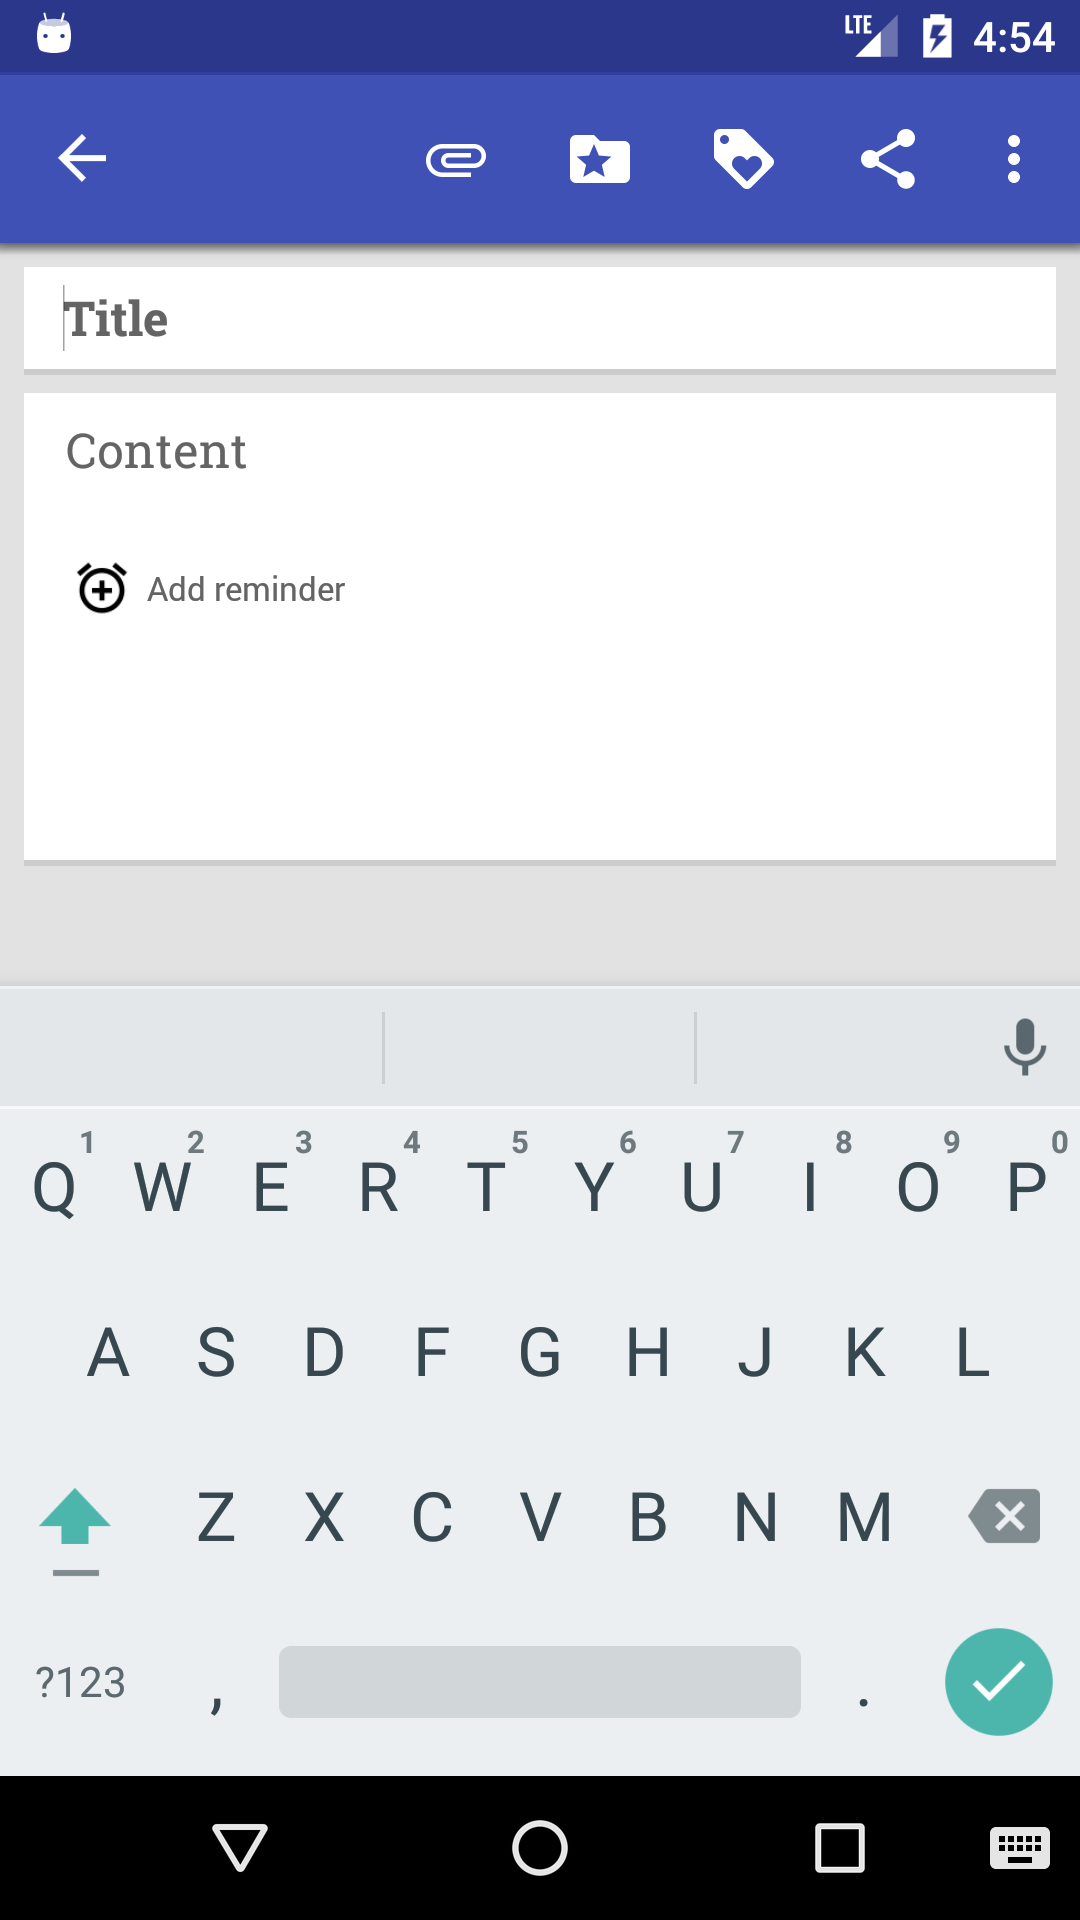 LTE 4:54
Title
Content
Add reminder
1 2 3 4 5 6 7 8 9 0
Q W E R T Y U I O P
A S D F G H J K L
Z X C V B N M
?123 , .